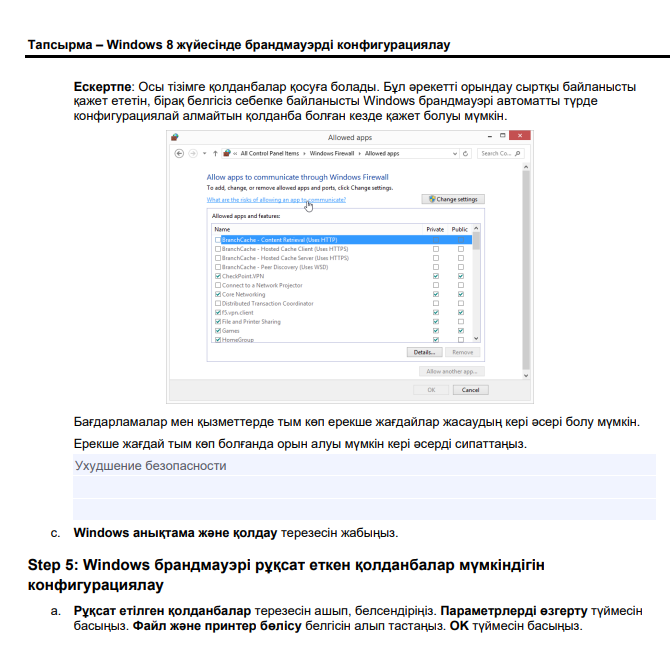 Тапсырма – Windows 8 жүйесінде брандмауэрді конфигурациялау
Ескертпе: Осы тізімге қолданбалар қосуға болады. Бұл әрекетті орындау сыртқы байланысты
қажет ететін, бірақ белгісіз себепке байланысты Windows брандмауэрі автоматты түрде
конфигурациялай алмайтын қолданба болған кезде қажет болуы мүмкін.
Allowed apps
« All Control Panel Items › Windows Firewall › Allowed apps
Search Co...
Allow apps to communicate through Windows Firewall
To add, change, or remove allowed apps and ports, click Change settings.
What are the risks of allowing an app to communicate?
Change settings
Allowed apps and features:
Name Private Public
BranchCache - Content Retrieval (Uses HTTP)
BranchCache - Hosted Cache Client (Uses HTTPS)
BranchCache - Hosted Cache Server (Uses HTTPS)
BranchCache - Peer Discovery (Uses WSD)
CheckPoint.VPN
Connect to a Network Projector
Core Networking
Distributed Transaction Coordinator
f5.vpn.client
File and Printer Sharing
Games
HomeGroup
Details... Remove
Allow another app...
OK Cancel
Бағдарламалар мен қызметтерде тым көп ерекше жағдайлар жасаудың кері әсері болу мүмкін.
Ерекше жағдай тым көп болғанда орын алуы мүмкін кері әсерді сипаттаңыз.
Ухудшение безопасности
c. Windows анықтама және қолдау терезесін жабыңыз.
Step 5: Windows брандмауэрі рұқсат еткен қолданбалар мүмкіндігін
конфигурациялау
a. Рұқсат етілген қолданбалар терезесін ашып, белсендіріңіз. Параметрлерді өзгерту түймесін
басыңыз. Файл және принтер бөлісу белгісін алып тастаңыз. OK түймесін басыңыз.